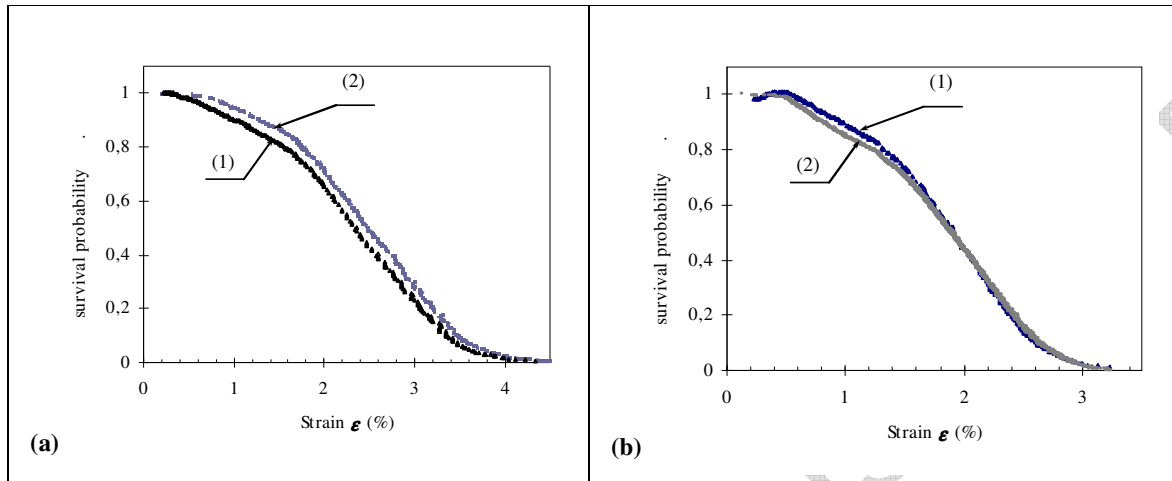 (2)
(1)
1
0,8
0,6
0,4
0,2
0
survival probability
0 1 2 3 4
Strain ε (%)
(a)
(1)
(2)
1
0,8
0,6
0,4
0,2
0
survival probability
0 1 2 3
Strain ε (%)
(b)